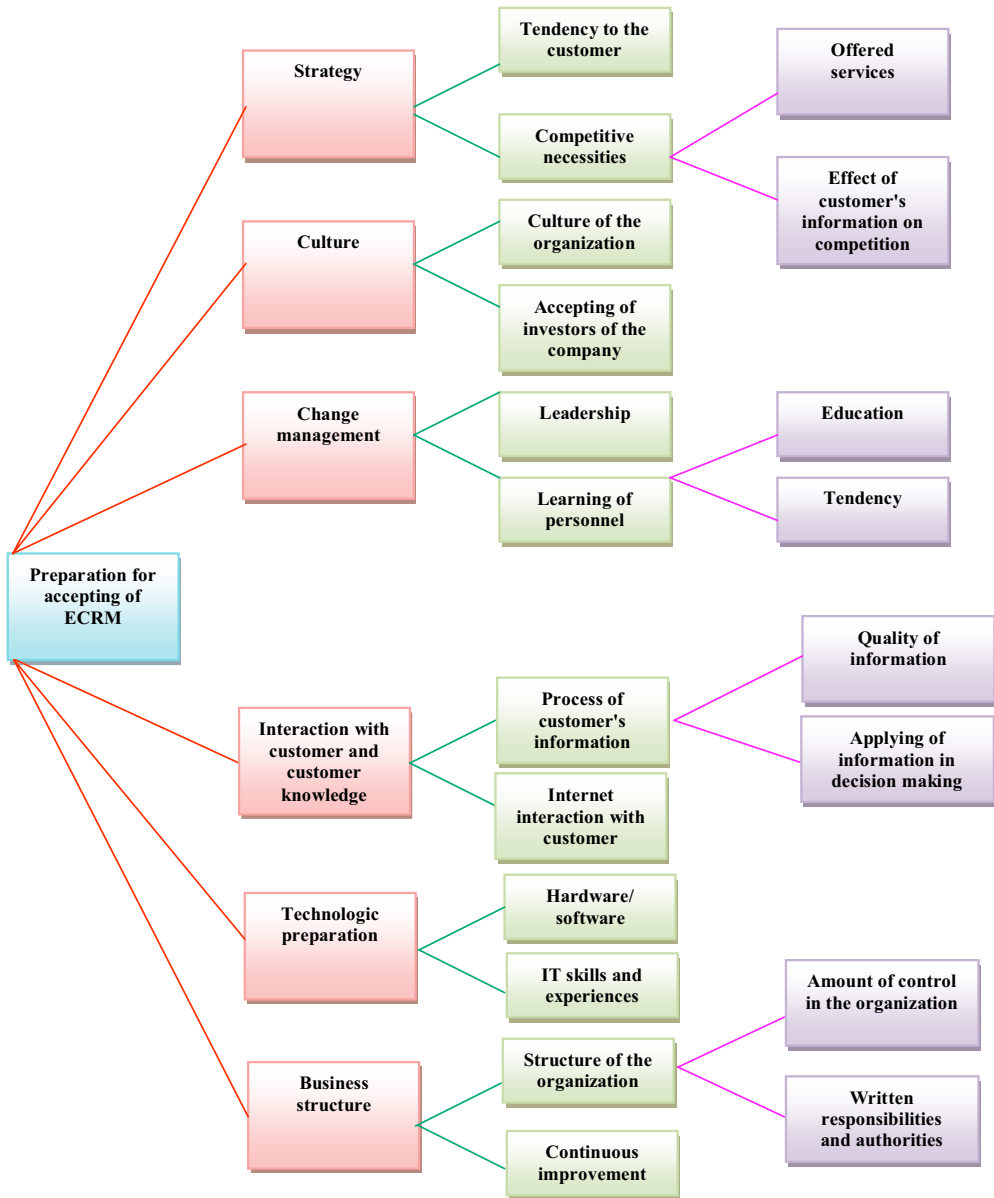 Tendency to the
customer
Offered
services
Strategy
Competitive
necessities
Effect of
customer's
information on
competition
Culture of the
organization
Culture
Accepting of
investors of the
company
Change
management
Leadership
Education
Learning of
personnel
Tendency
Preparation for
accepting of
ECRM
Quality of
information
Process of
customer's
information
Interaction with
customer and
customer
knowledge
Applying of
information in
decision making
Internet
interaction with
customer
Hardware/
software
Technologic
preparation
IT skills and
experiences
Amount of control
in the organization
Structure of the
organization
Business
structure
Written
responsibilities
and authorities
Continuous
improvement